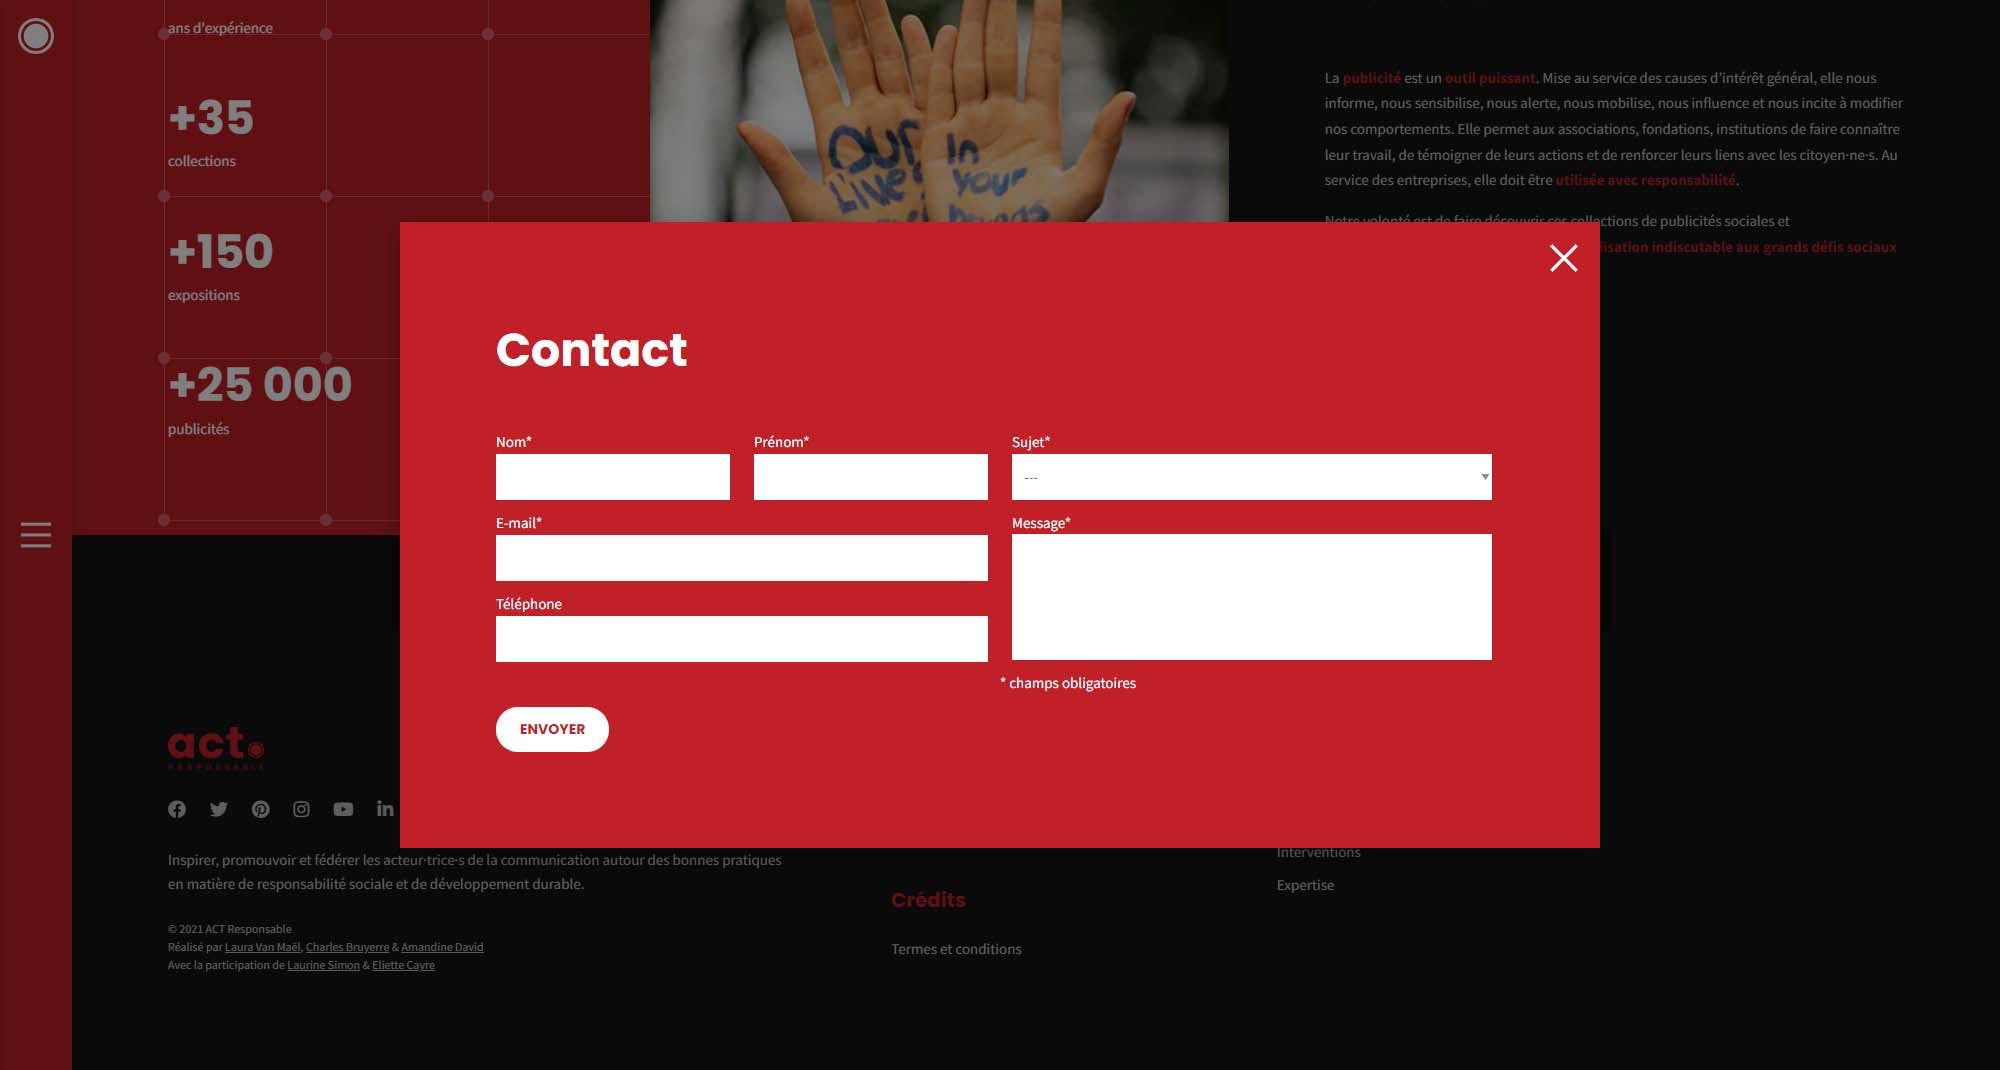 ans d'expérience
+35
collections
+150
expositions
+25 000
publicités
OUR
LIVES
In
your
hands
La publicité est un outil puissant. Mise au service des causes d'intérêt général, elle nous
informe, nous sensibilise, nous alerte, nous mobilise, nous influence et nous incite à modifier
nos comportements. Elle permet aux associations, fondations, institutions de faire connaître
leur travail, de témoigner de leurs actions et de renforcer leurs liens avec les citoyen·ne·s. Au
service des entreprises, elle doit être utilisée avec responsabilité.
Notre volonté est de faire découvrir ces collections de publicités sociales et
lisation indiscutable aux grands défis sociaux
Contact
Nom*
Prénom*
Sujet*
---
E-mail*
Message*
Téléphone
* champs obligatoires
ENVOYER
act
RESPONSABLE
Inspirer, promouvoir et fédérer les acteur·trice·s de la communication autour des bonnes pratiques
en matière de responsabilité sociale et de développement durable.
© 2021 ACT Responsable
Réalisé par Laura Van Maël, Charles Bruyerre & Amandine David
Avec la participation de Laurine Simon & Eliette Cayre
Crédits
Termes et conditions
Interventions
Expertise